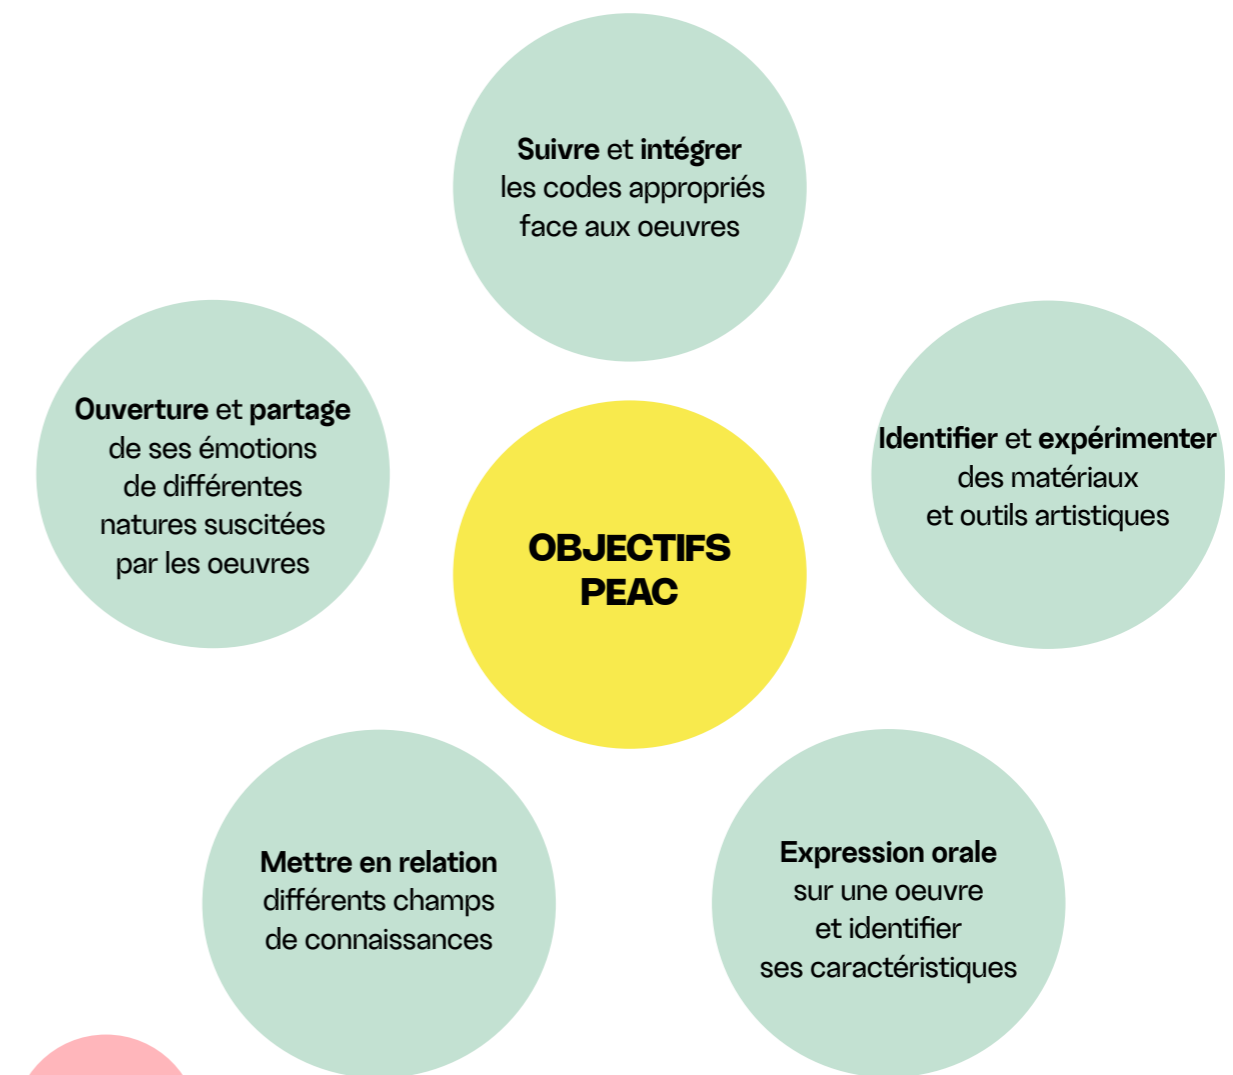 Suivre et intégrer
les codes appropriés
face aux oeuvres
Ouverture et partage
de ses émotions
de différentes
natures suscitées
par les oeuvres
Identifier et expérimenter
des matériaux
et outils artistiques
OBJECTIFS
PEAC
Mettre en relation
différents champs
de connaissances
Expression orale
sur une oeuvre
et identifier
ses caractéristiques